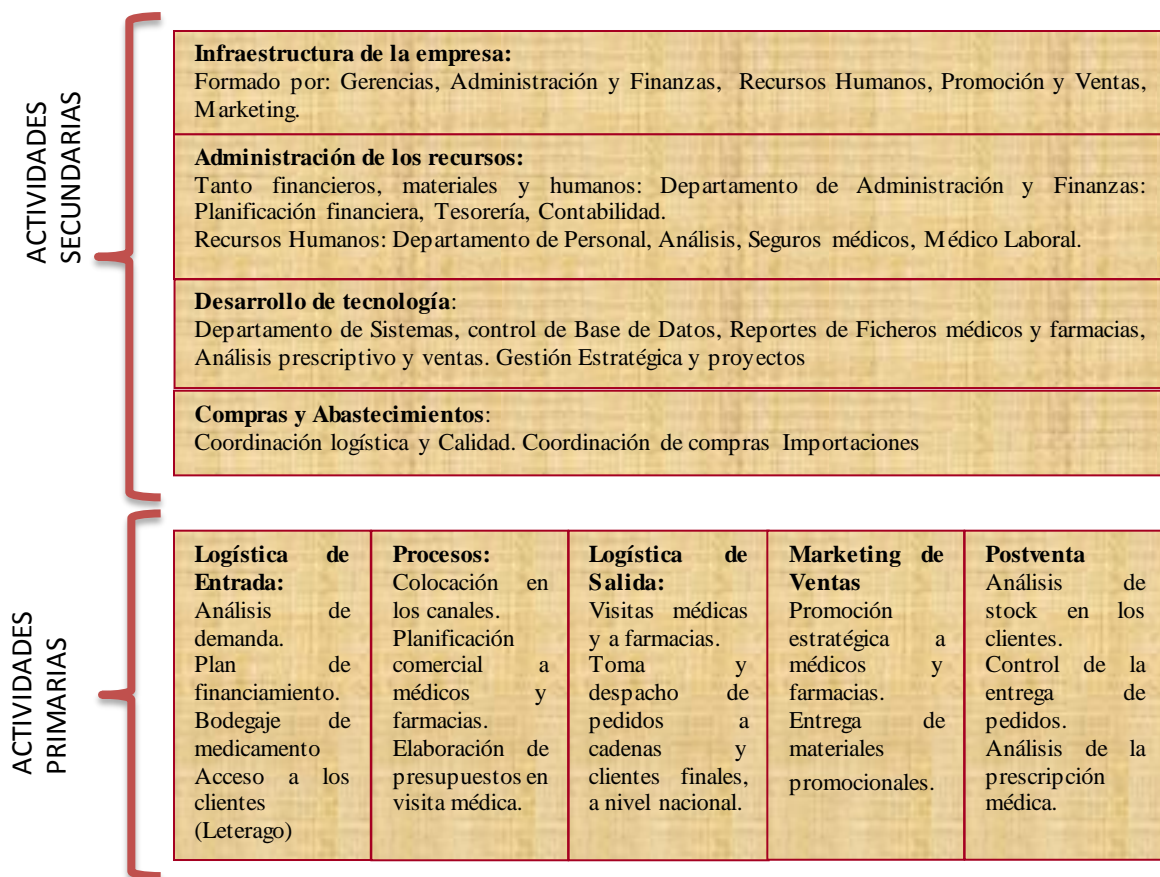 ACTIVIDADES
SECUNDARIAS
Infraestructura de la empresa:
Formado por: Gerencias, Administración y Finanzas, Recursos Humanos, Promoción y Ventas,
Marketing.
Administración de los recursos:
Tanto financieros, materiales y humanos: Departamento de Administración y Finanzas:
Planificación financiera, Tesorería, Contabilidad.
Recursos Humanos: Departamento de Personal, Análisis, Seguros médicos, Médico Laboral.
Desarrollo de tecnología:
Departamento de Sistemas, control de Base de Datos, Reportes de Ficheros médicos y farmacias,
Análisis prescriptivo y ventas. Gestión Estratégica y proyectos
Compras y Abastecimientos:
Coordinación logística y Calidad. Coordinación de compras Importaciones
ACTIVIDADES
PRIMARIAS
Logística de
Entrada:
Análisis de
demanda.
Plan de
financiamiento.
Bodegaje de
medicamento
Acceso a los
clientes
(Leterago)
Procesos:
Colocación en
los canales.
Planificación
comercial a
médicos y
farmacias.
Elaboración de
presupuestos en
visita médica.
Logística de
Salida:
Visitas médicas
y a farmacias.
Toma y
despacho de
pedidos a
cadenas y
clientes finales,
a nivel nacional.
Marketing de
Ventas
Promoción
estratégica a
médicos y
farmacias.
Entrega de
materiales
promocionales.
Postventa
Análisis de
stock en los
clientes.
Control de la
entrega de
pedidos.
Análisis de la
prescripción
médica.